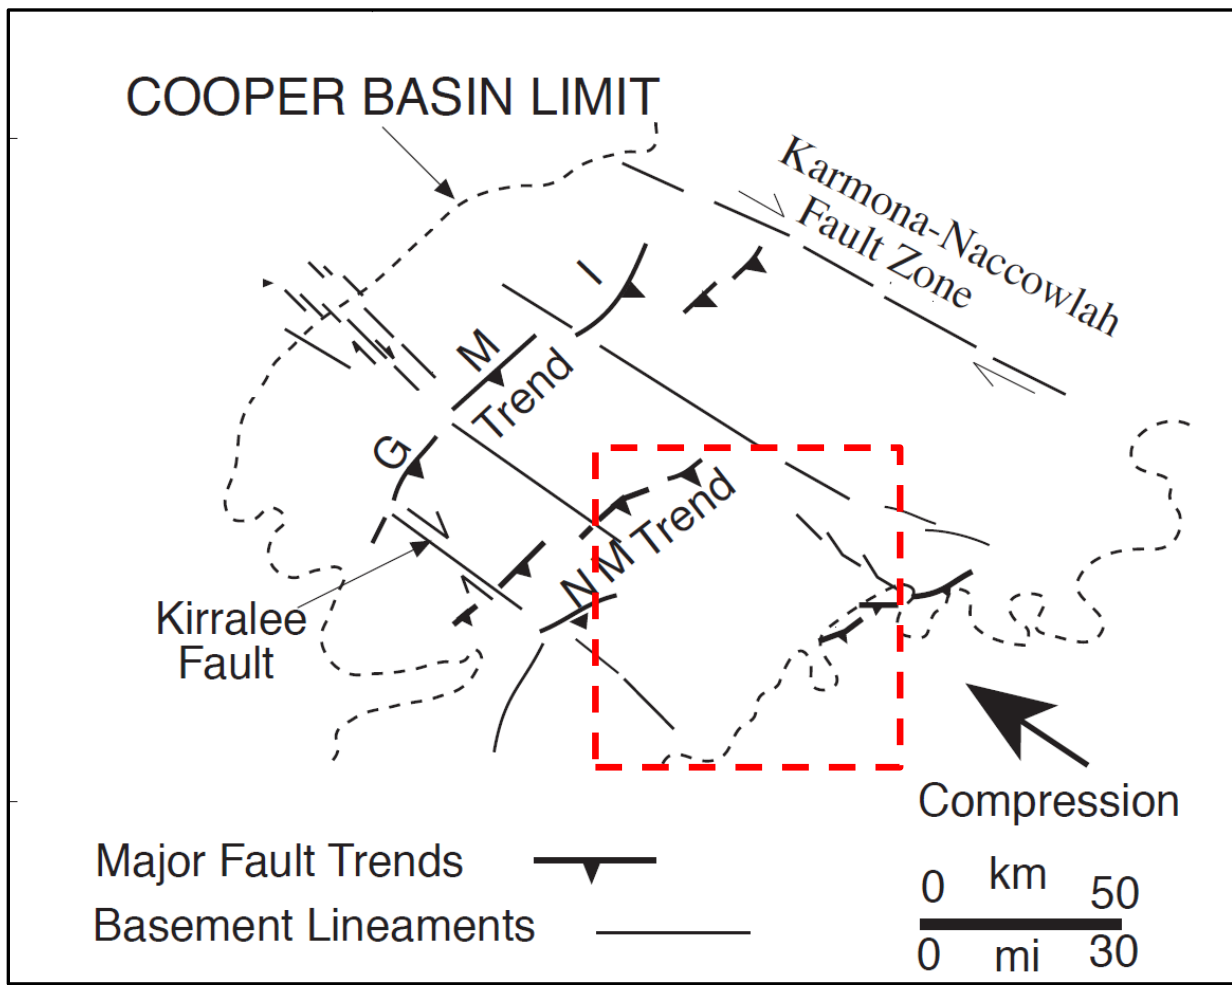 COOPER BASIN LIMIT
Karmona-Naccowlah
Fault Zone
I
M
Trend
G
NM Trend
Kirralee
Fault
Compression
Major Fault Trends
Basement Lineaments
0 km 50
0 mi 30